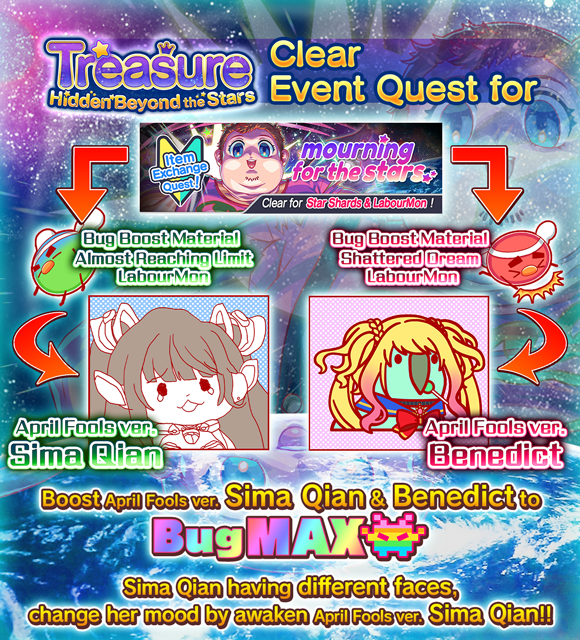 Treasure
Hidden Beyond the Stars
Clear
Event Quest for
Item
Exchange
Quest!
mourning
for the stars
Clear for Star Shards & LabourMon !
Bug Boost Material
Almost Reaching Limit
LabourMon
Bug Boost Material
Shattered Dream
LabourMon
April Fools ver.
Sima Qian
April Fools ver.
Benedict
Boost April Fools ver. Sima Qian & Benedict to
BugMAX
Sima Qian having different faces,
change her mood by awaken April Fools ver. Sima Qian!!